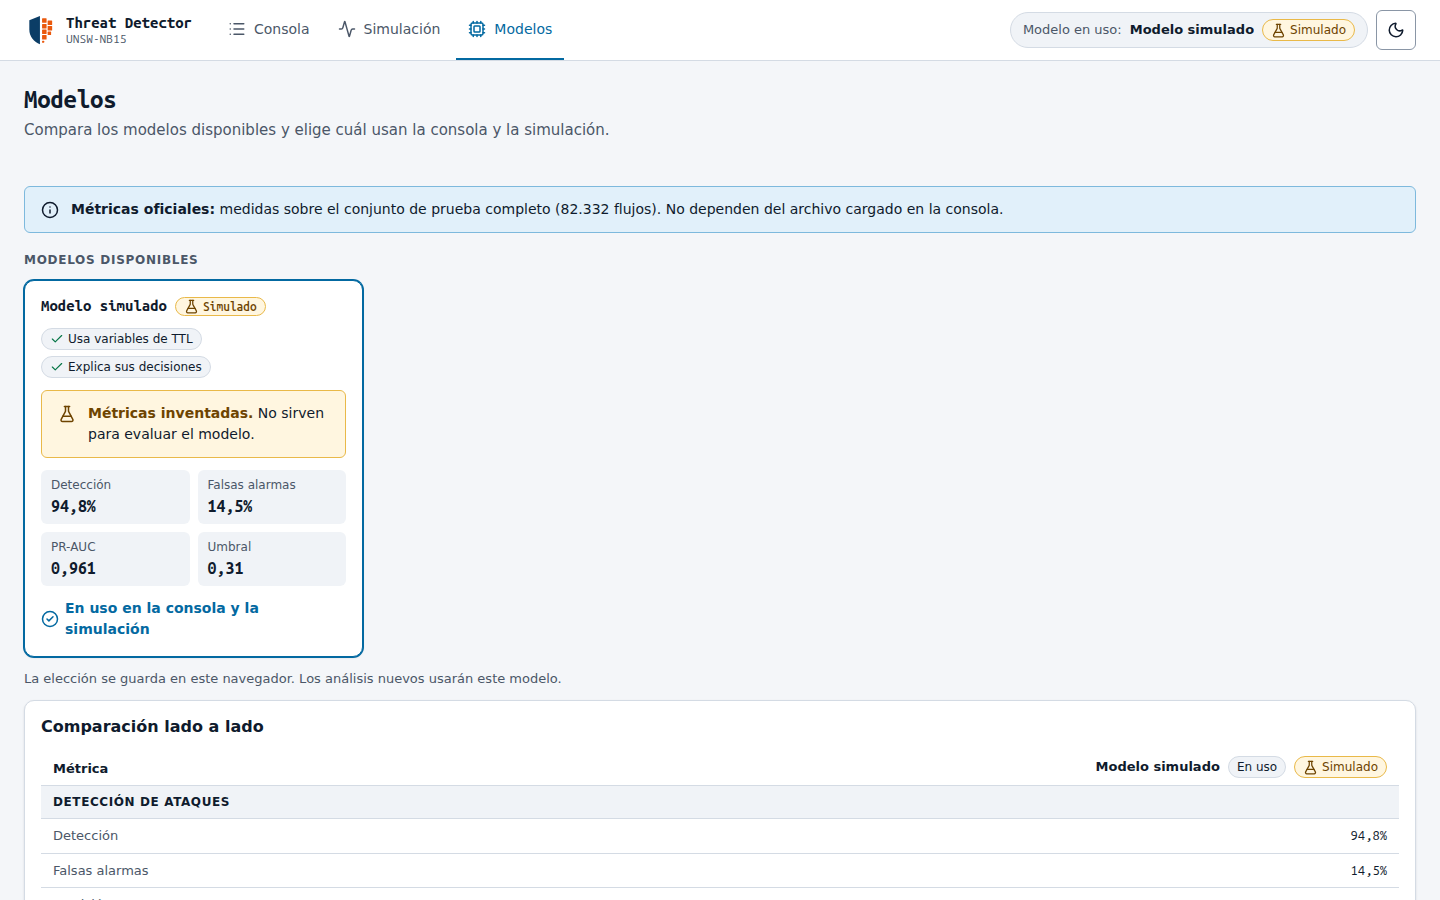 Threat Detector
UNSW-NB15
Consola
Simulación
Modelos
Modelo en uso: Modelo simulado Simulado
Modelos
Compara los modelos disponibles y elige cuál usan la consola y la simulación.
Métricas oficiales: medidas sobre el conjunto de prueba completo (82.332 flujos). No dependen del archivo cargado en la consola.
MODELOS DISPONIBLES
Modelo simulado Simulado
Usa variables de TTL
Explica sus decisiones
Métricas inventadas. No sirven
para evaluar el modelo.
Detección
94,8%
Falsas alarmas
14,5%
PR-AUC
0,961
Umbral
0,31
En uso en la consola y la
simulación
La elección se guarda en este navegador. Los análisis nuevos usarán este modelo.
Comparación lado a lado
Métrica
Modelo simulado En uso Simulado
DETECCIÓN DE ATAQUES
Detección 94,8%
Falsas alarmas 14,5%